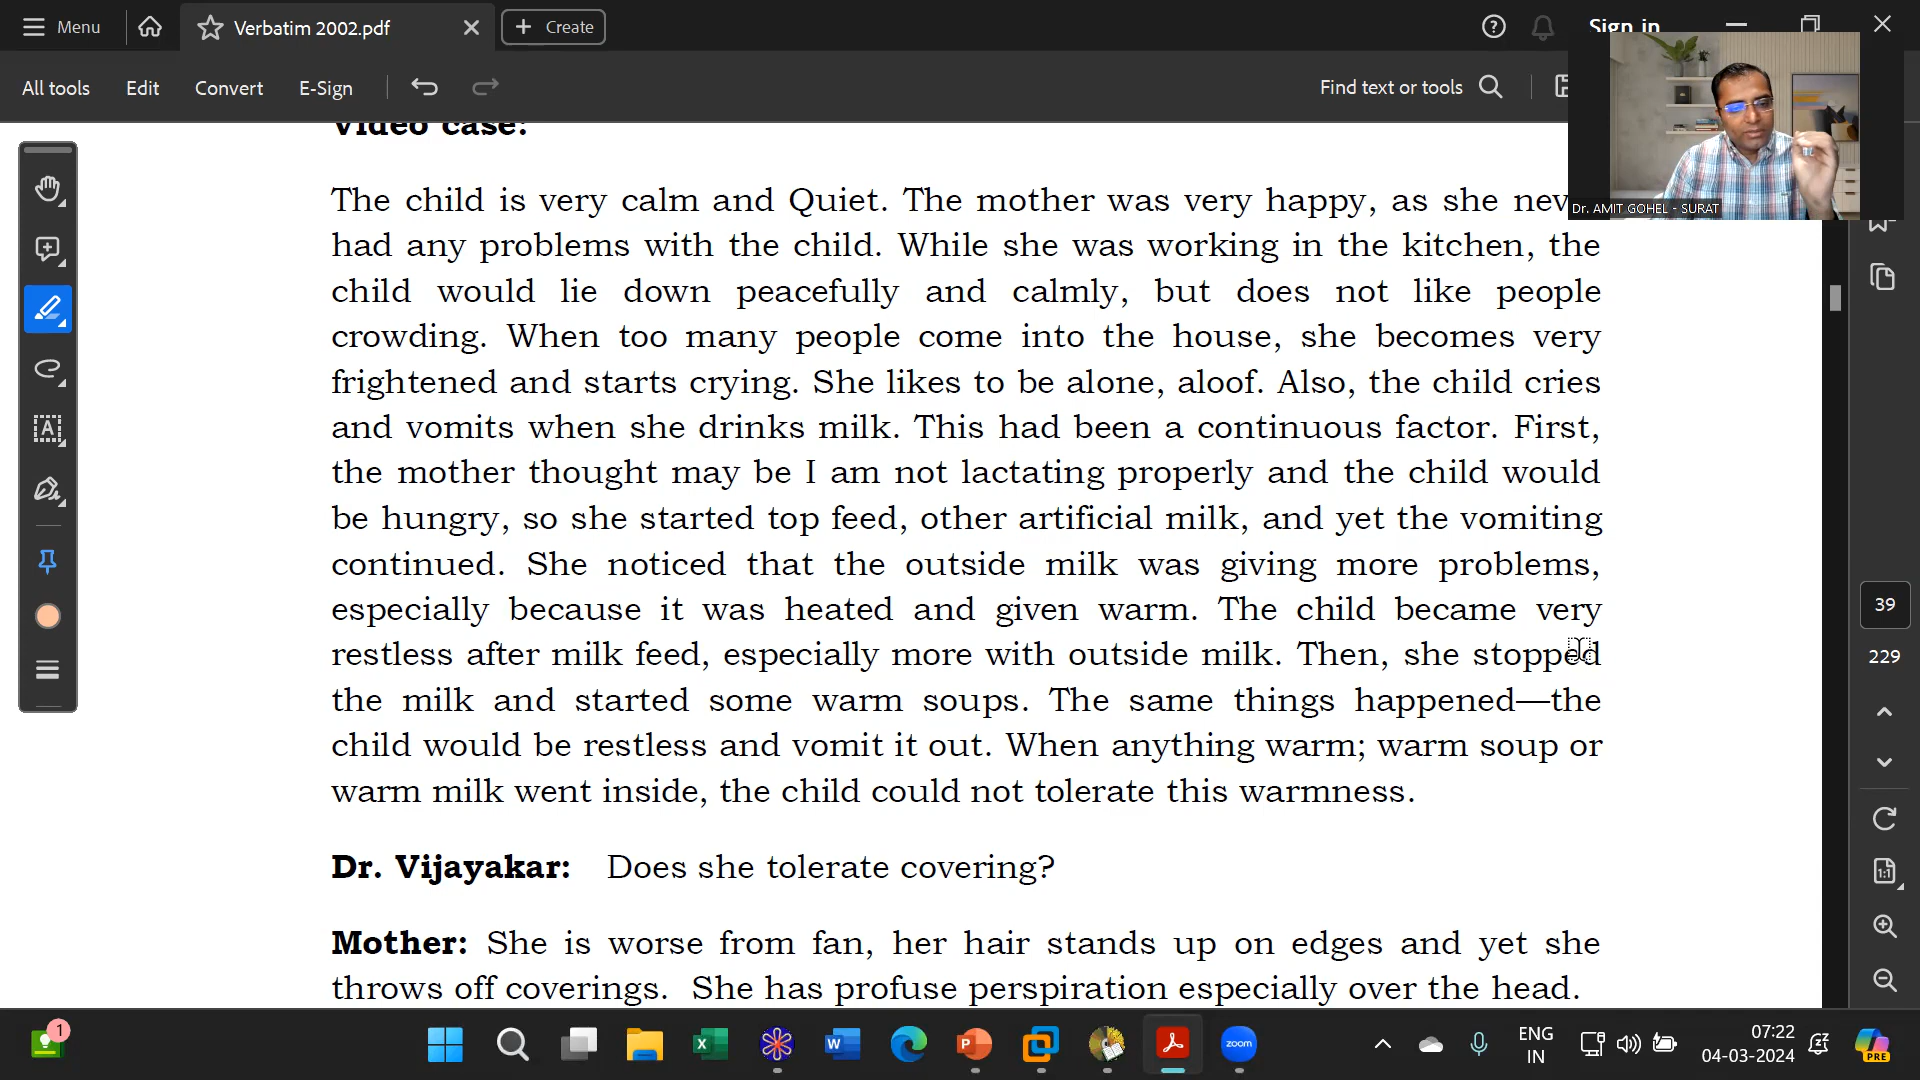 Menu
Verbatim 2002.pdf
Create
Sign in
All tools
Edit
Convert
E-Sign
Find text or tools
Dr. AMIT GOHEL - SURAT
Video case:
The child is very calm and Quiet. The mother was very happy, as she nev
had any problems with the child. While she was working in the kitchen, the
child would lie down peacefully and calmly, but does not like people
crowding. When too many people come into the house, she becomes very
frightened and starts crying. She likes to be alone, aloof. Also, the child cries
and vomits when she drinks milk. This had been a continuous factor. First,
the mother thought may be I am not lactating properly and the child would
be hungry, so she started top feed, other artificial milk, and yet the vomiting
continued. She noticed that the outside milk was giving more problems,
especially because it was heated and given warm. The child became very
restless after milk feed, especially more with outside milk. Then, she stopped
the milk and started some warm soups. The same things happened—the
child would be restless and vomit it out. When anything warm; warm soup or
warm milk went inside, the child could not tolerate this warmness.
Dr. Vijayakar: Does she tolerate covering?
Mother: She is worse from fan, her hair stands up on edges and yet she
throws off coverings. She has profuse perspiration especially over the head.
39
229
1:1
1
zoom
ENG
IN
07:22
04-03-2024
PRE